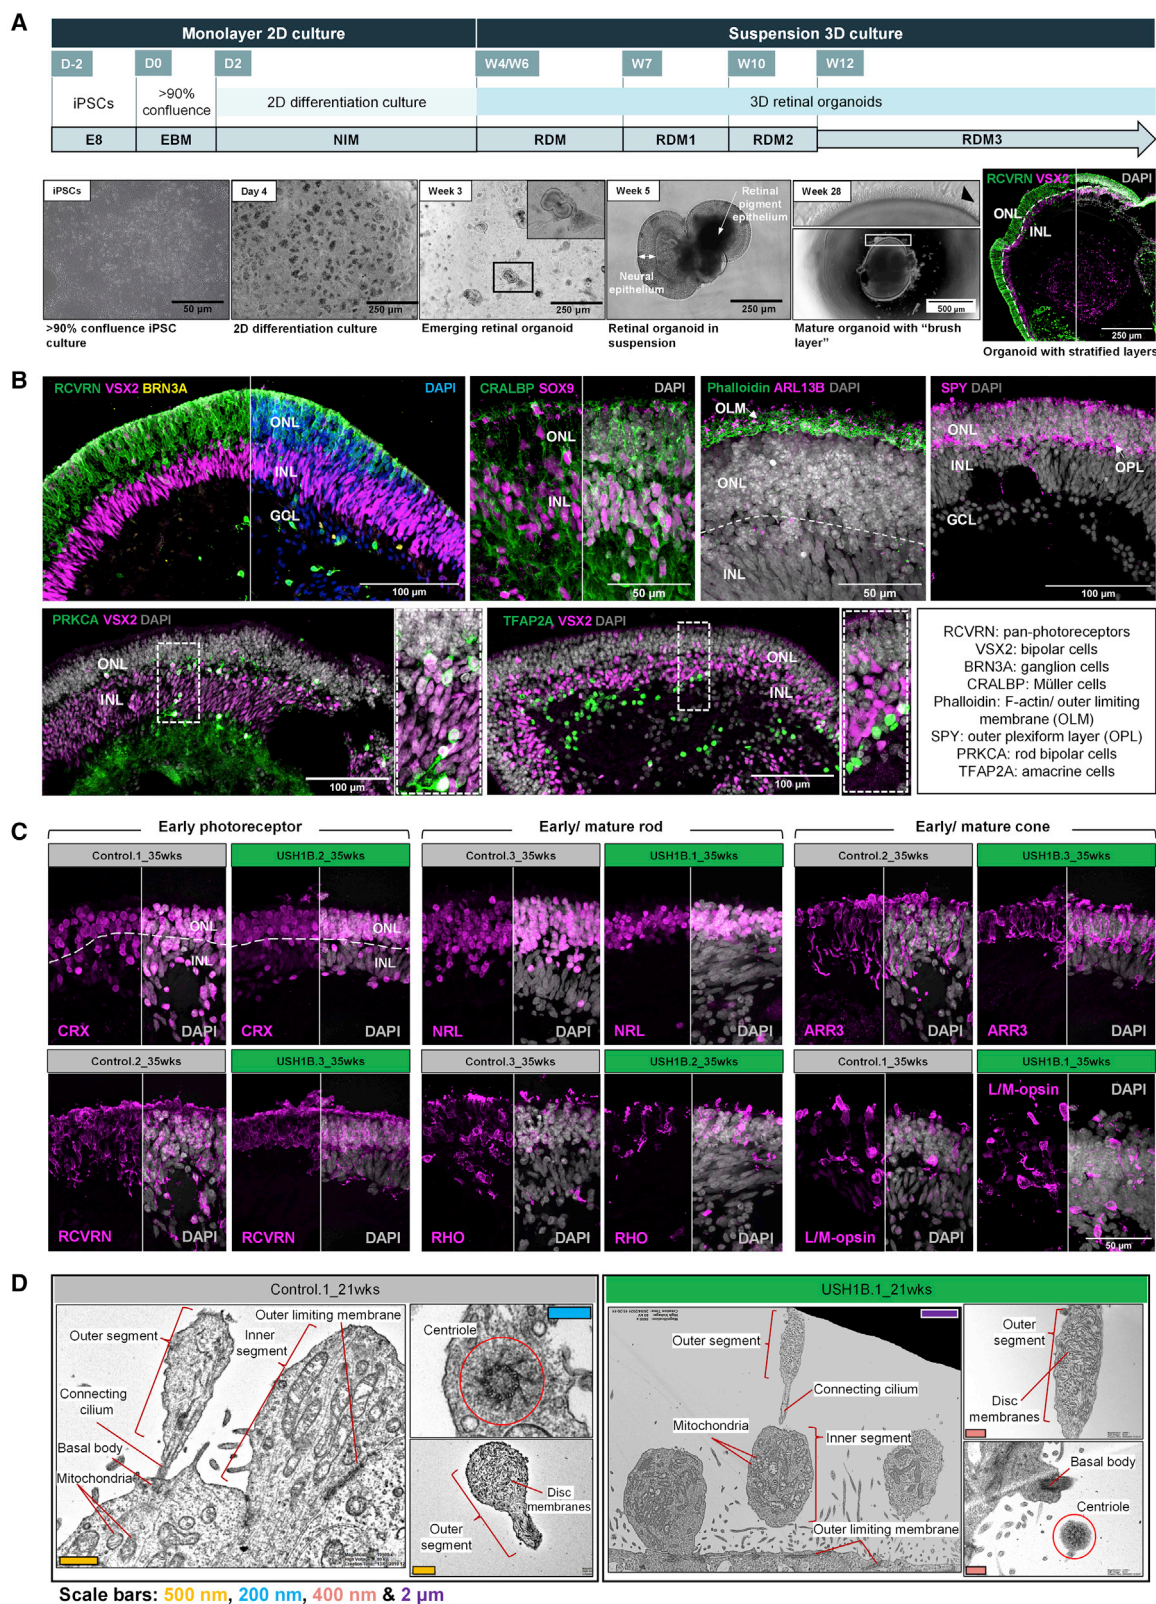 A
Monolayer 2D culture
Suspension 3D culture
D-2
D0
D2
W4/W6
W7
W10
W12
iPSCs
>90% confluence
2D differentiation culture
3D retinal organoids
E8
EBM
NIM
RDM
RDM1
RDM2
RDM3
iPSCs
50 µm
>90% confluence iPSC culture
Day 4
250 µm
2D differentiation culture
Week 3
250 µm
Emerging retinal organoid
Week 5
Retinal pigment epithelium
Neural epithelium
250 µm
Retinal organoid in suspension
Week 28
500 µm
Mature organoid with “brush layer”
RCVRN VSX2 DAPI
ONL
INL
250 µm
Organoid with stratified layers
B
RCVRN VSX2 BRN3A DAPI
ONL
INL
GCL
100 µm
CRALBP SOX9 DAPI
ONL
INL
50 µm
Phalloidin ARL13B DAPI
OLM
ONL
INL
50 µm
SPY DAPI
ONL
INL
OPL
GCL
100 µm
PRKCA VSX2 DAPI
ONL
INL
100 µm
TFAP2A VSX2 DAPI
ONL
INL
100 µm
RCVRN: pan-photoreceptors
VSX2: bipolar cells
BRN3A: ganglion cells
CRALBP: Müller cells
Phalloidin: F-actin/ outer limiting
membrane (OLM)
SPY: outer plexiform layer (OPL)
PRKCA: rod bipolar cells
TFAP2A: amacrine cells
C
Early photoreceptor
Early/ mature rod
Early/ mature cone
Control.1_35wks
USH1B.2_35wks
Control.3_35wks
USH1B.1_35wks
Control.2_35wks
USH1B.3_35wks
ONL
INL
ONL
INL
CRX DAPI
CRX DAPI
NRL DAPI
NRL DAPI
ARR3 DAPI
ARR3 DAPI
Control.2_35wks
USH1B.3_35wks
Control.3_35wks
USH1B.2_35wks
Control.1_35wks
USH1B.1_35wks
RCVRN DAPI
RCVRN DAPI
RHO DAPI
RHO DAPI
L/M-opsin DAPI
L/M-opsin DAPI
50 µm
D
Control.1_21wks
USH1B.1_21wks
Outer segment
Outer limiting membrane
Inner segment
Connecting cilium
Basal body
Mitochondria
Centriole
Disc membranes
Outer segment
Outer segment
Connecting cilium
Mitochondria
Inner segment
Outer limiting membrane
Outer segment
Disc membranes
Basal body
Centriole
Scale bars: 500 nm, 200 nm, 400 nm & 2 µm